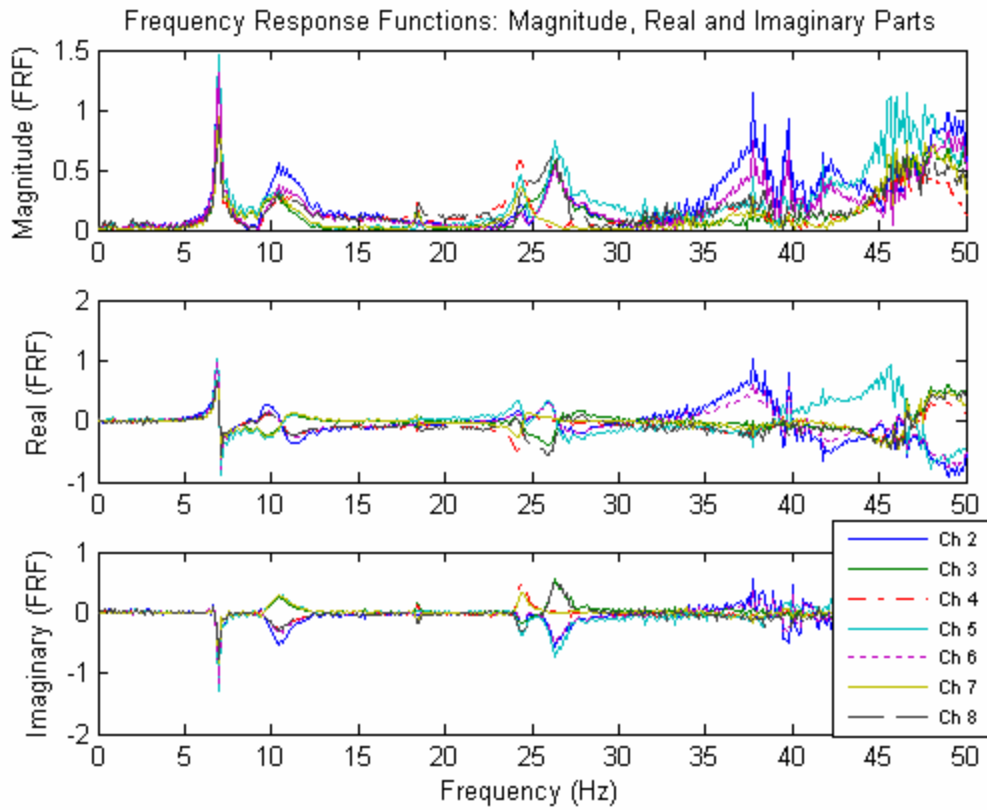 Frequency Response Functions: Magnitude, Real and Imaginary Parts
Magnitude (FRF)
1.5
1
0.5
0
0 5 10 15 20 25 30 35 40 45 50
Real (FRF)
2
1
0
-1
0 5 10 15 20 25 30 35 40 45 50
Imaginary (FRF)
1
0
-1
-2
0 5 10 15 20 25 30 35 40 45 50
Frequency (Hz)
Ch 2
Ch 3
Ch 4
Ch 5
Ch 6
Ch 7
Ch 8